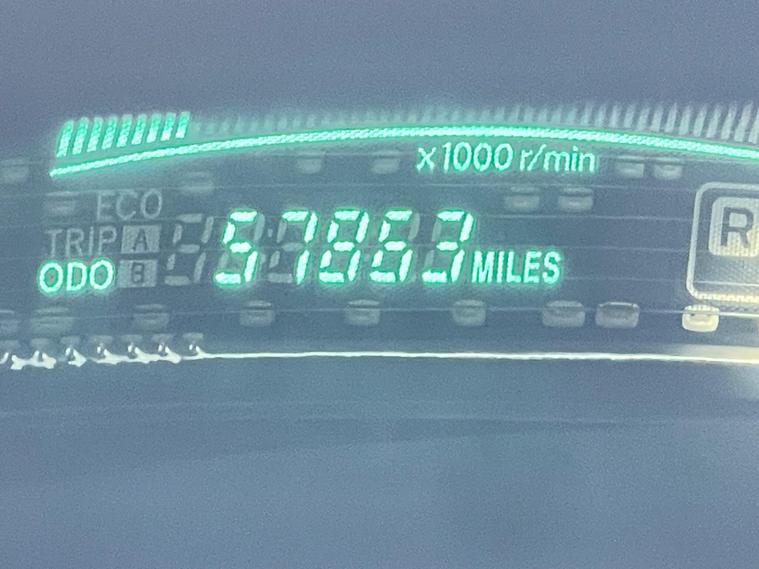 x1000 r/min
ECO
TRIP A
ODO B 57863 MILES
R